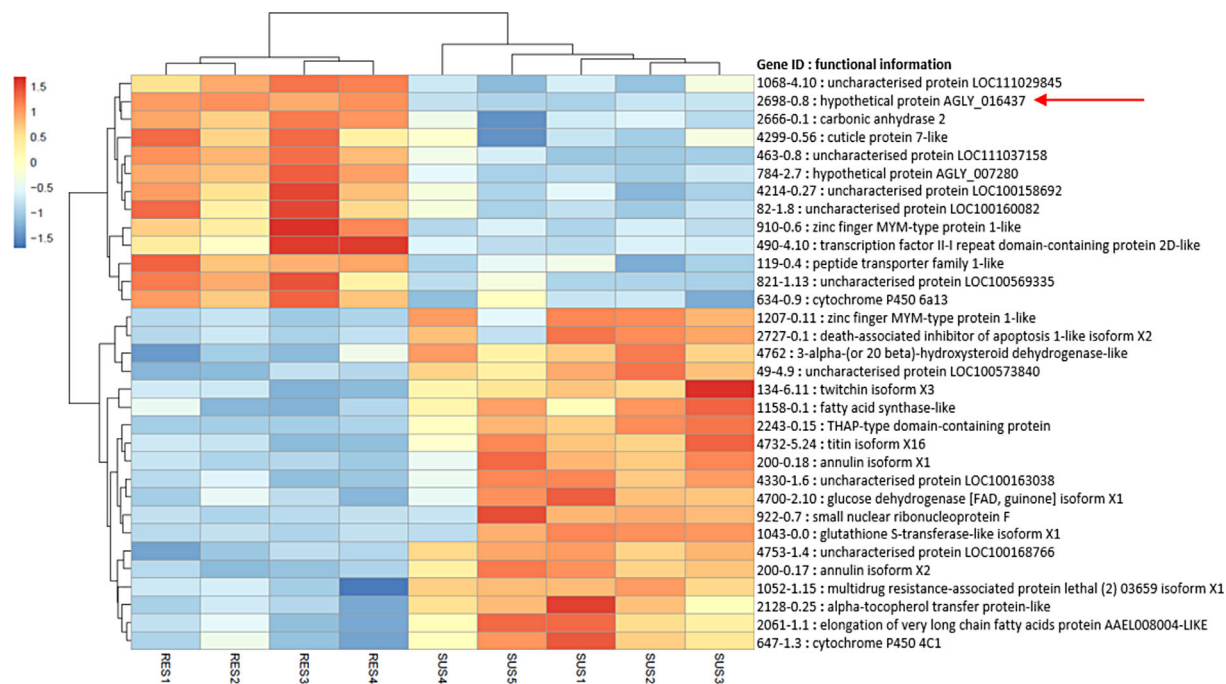 Gene ID : functional information
1.5
1
0.5
0
−0.5
−1
−1.5
1068-4.10 : uncharacterised protein LOC111029845
2698-0.8 : hypothetical protein AGLY_016437
2666-0.1 : carbonic anhydrase 2
4299-0.56 : cuticle protein 7-like
463-0.8 : uncharacterised protein LOC111037158
784-2.7 : hypothetical protein AGLY_007280
4214-0.27 : uncharacterised protein LOC100158692
82-1.8 : uncharacterised protein LOC100160082
910-0.6 : zinc finger MYM-type protein 1-like
490-4.10 : transcription factor II-I repeat domain-containing protein 2D-like
119-0.4 : peptide transporter family 1-like
821-1.13 : uncharacterised protein LOC100569335
634-0.9 : cytochrome P450 6a13
1207-0.11 : zinc finger MYM-type protein 1-like
2727-0.1 : death-associated inhibitor of apoptosis 1-like isoform X2
4762 : 3-alpha-(or 20 beta)-hydroxysteroid dehydrogenase-like
49-4.9 : uncharacterised protein LOC100573840
134-6.11 : twitchin isoform X3
1158-0.1 : fatty acid synthase-like
2243-0.15 : THAP-type domain-containing protein
4732-5.24 : titin isoform X16
200-0.18 : annulin isoform X1
4330-1.6 : uncharacterised protein LOC100163038
4700-2.10 : glucose dehydrogenase [FAD, guinone] isoform X1
922-0.7 : small nuclear ribonucleoprotein F
1043-0.0 : glutathione S-transferase-like isoform X1
4753-1.4 : uncharacterised protein LOC100168766
200-0.17 : annulin isoform X2
1052-1.15 : multidrug resistance-associated protein lethal (2) 03659 isoform X1
2128-0.25 : alpha-tocopherol transfer protein-like
2061-1.1 : elongation of very long chain fatty acids protein AAEL008004-LIKE
647-1.3 : cytochrome P450 4C1
RES1
RES2
RES3
RES4
SUS4
SUS5
SUS1
SUS2
SUS3